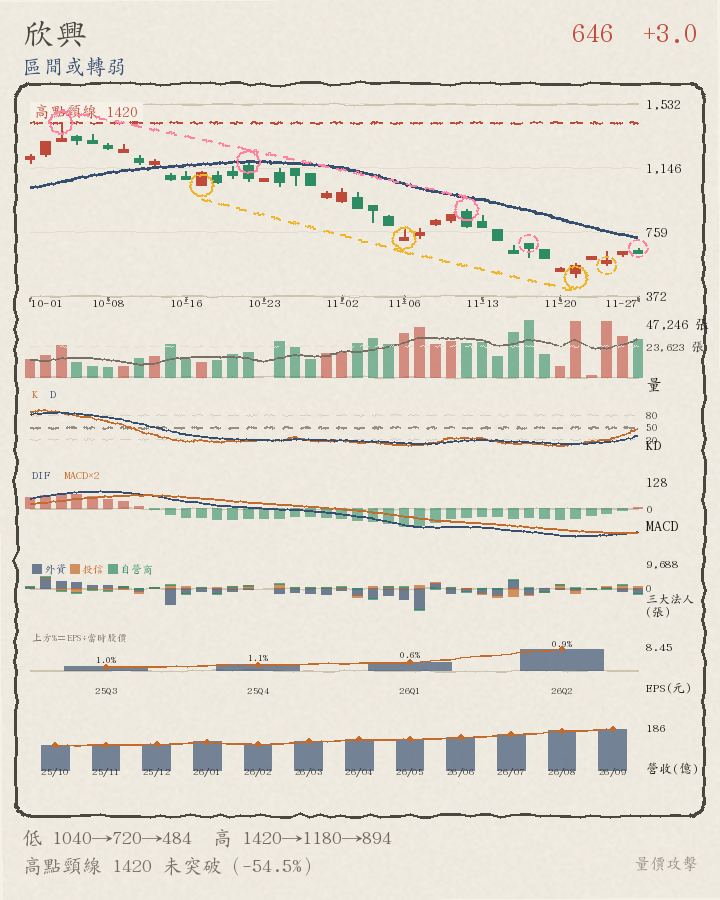 欣興
646 +3.0
區間或轉弱
高點頸線 1420
1,532
1,146
759
372
10-01 10-08 10-16 10-23 11-02 11-06 11-13 11-20 11-27
47,246 張
23,623 張
量
K D
80
50
20
KD
DIF MACD×2
128
0
MACD
外資 投信 自營商
9,688
0
三大法人
(張)
上方%=EPS÷當時股價
8.45
1.0% 1.1% 0.6% 0.9%
25Q3 25Q4 26Q1 26Q2
EPS(元)
186
25/10 25/11 25/12 26/01 26/02 26/03 26/04 26/05 26/06 26/07 26/08 26/09
營收(億)
低 1040→720→484 高 1420→1180→894
高點頸線 1420 未突破 (-54.5%)
量價攻擊